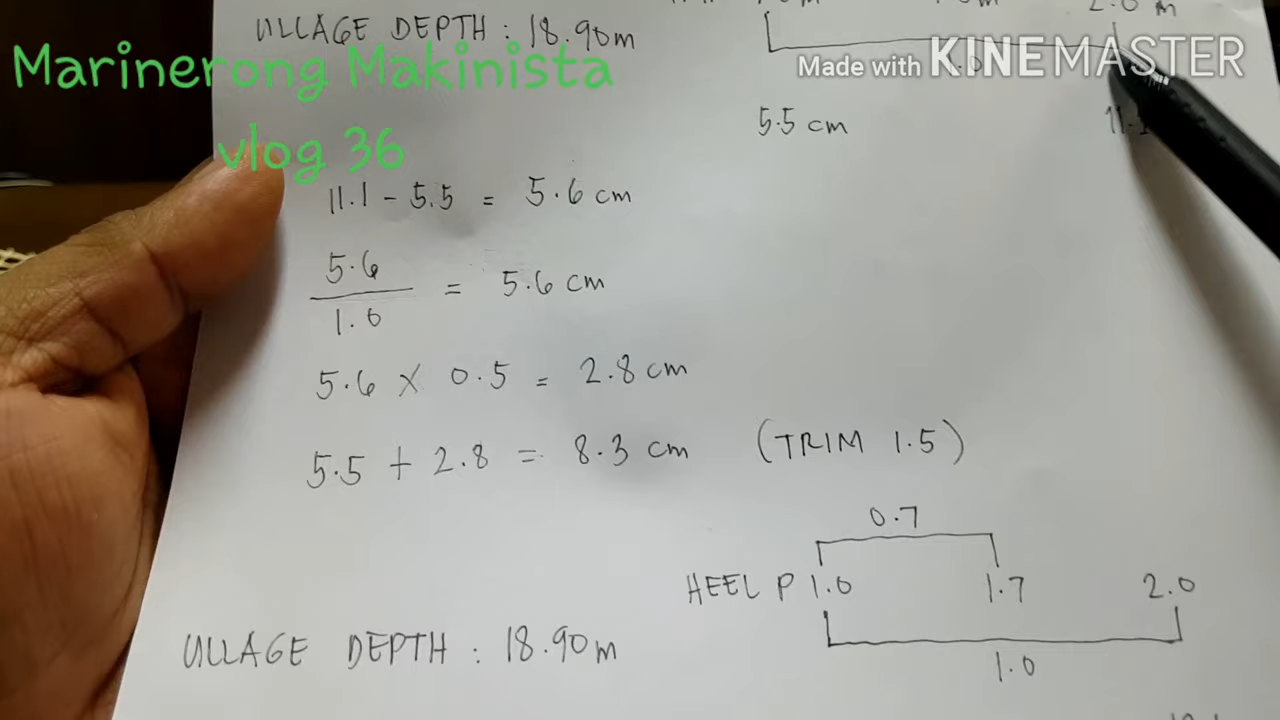 ULLAGE DEPTH : 18.90m
2.0 m
Marinerong Makinista
vlog 36
Made with KINEMASTER
5.5 cm
11.1 - 5.5 = 5.6 cm
5.6 / 1.0 = 5.6 cm
5.6 × 0.5 = 2.8 cm
5.5 + 2.8 = 8.3 cm (TRIM 1.5)
0.7
HEEL P 1.0 1.7 2.0
1.0
ULLAGE DEPTH : 18.90m